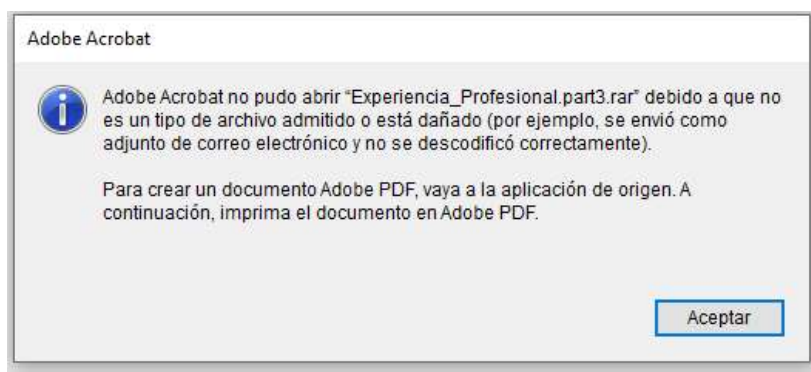 Adobe Acrobat
Adobe Acrobat no pudo abrir “Experiencia_Profesional.part3.rar” debido a que no
es un tipo de archivo admitido o está dañado (por ejemplo, se envió como
adjunto de correo electrónico y no se descodificó correctamente).
Para crear un documento Adobe PDF, vaya a la aplicación de origen. A
continuación, imprima el documento en Adobe PDF.
Aceptar